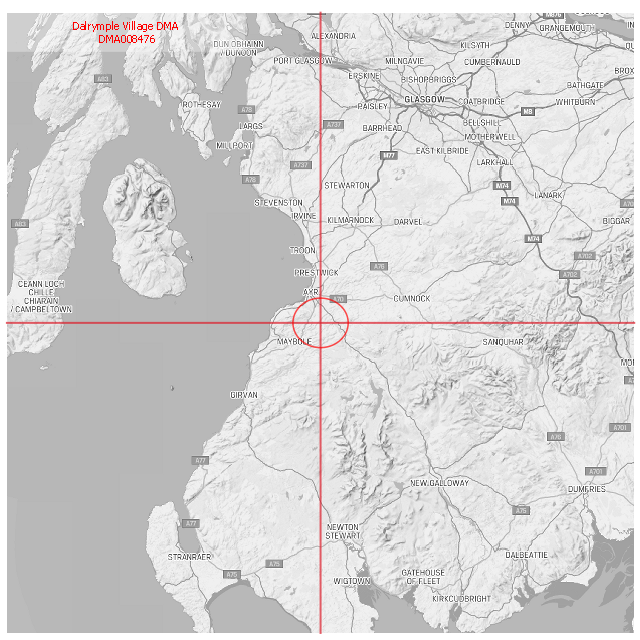 Dalrymple Village DMA
DMA008476
DUN OBHAINN
/ DUNOON
ALEXANDRIA
DENNY
GRANGEMOUTH
KILSYTH
PORT GLASGOW
MILNGAVIE
CUMBERNAULD
ERSKINE
BISHOPBRIGGS
BATHGATE
A83
ROTHESAY
PAISLEY
GLASGOW
COATBRIDGE
WHITBURN
A78
M8
LARGS
A737
BARRHEAD
BELLSHILL
MOTHERWELL
MILLPORT
M77
EAST KILBRIDE
LARKHALL
A737
A78
STEWARTON
M74
LANARK
STEVENSTON
M74
IRVINE
KILMARNOCK
DARVEL
BIGGAR
A83
TROON
M74
A702
PRESTWICK
A76
A702
CEANN LOCH
CHILLE
CHIARAIN
/ CAMPBELTOWN
AYR
A70
CUMNOCK
MAYBOLE
SANQUHAR
GIRVAN
A76
A701
A77
A701
NEW GALLOWAY
DUMFRIES
A75
A77
NEWTON
STEWART
STRANRAER
A75
A75
DALBEATTIE
WIGTOWN
GATEHOUSE
OF FLEET
KIRKCUDBRIGHT